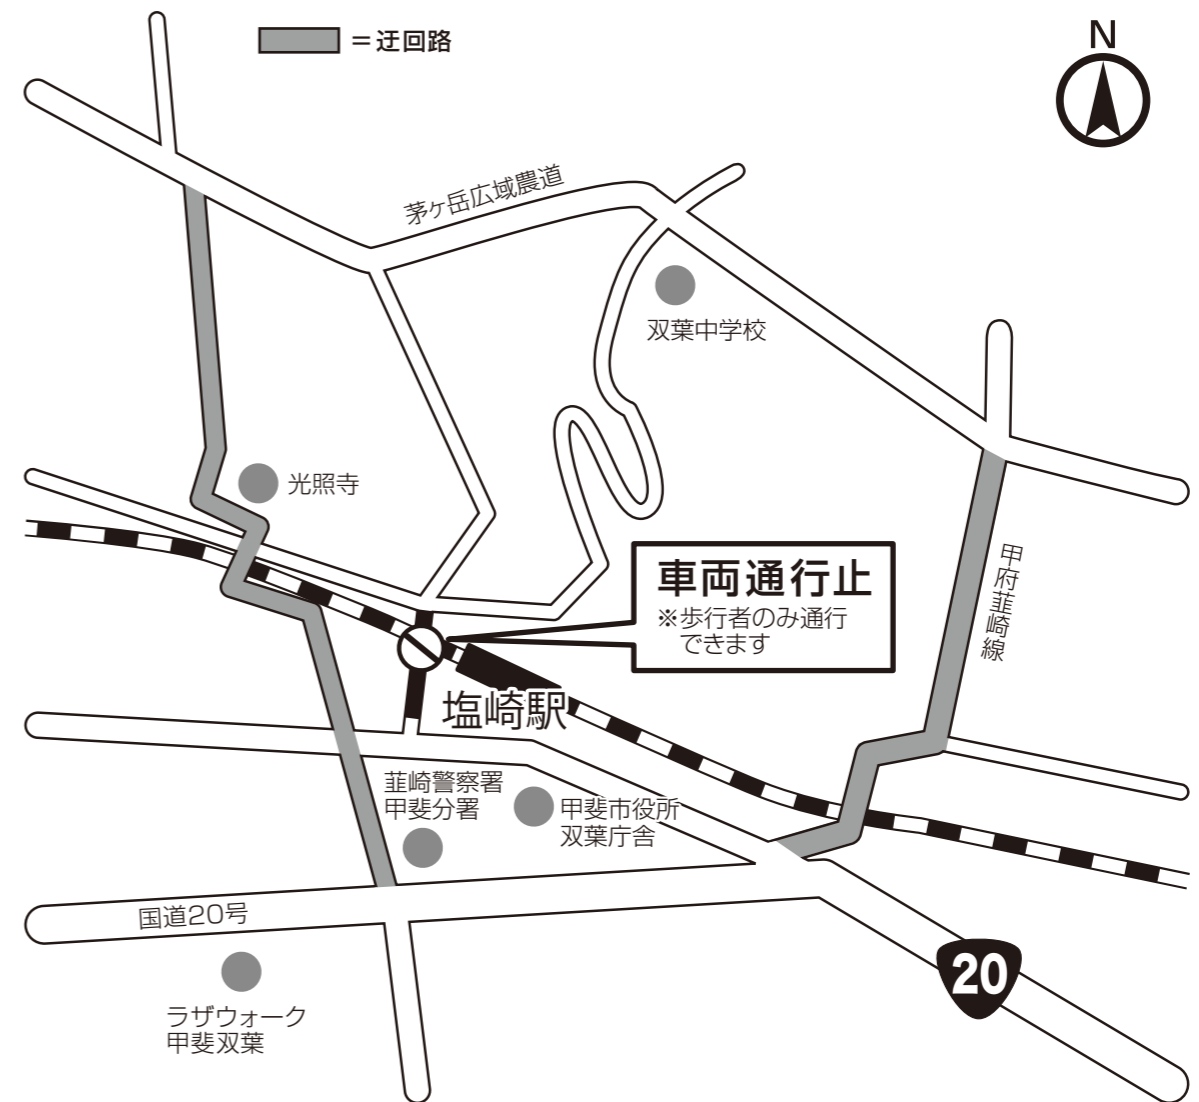 ＝迂回路
N
茅ヶ岳広域農道
双葉中学校
光照寺
車両通行止
※歩行者のみ通行
できます
甲府韮崎線
塩崎駅
韮崎警察署
甲斐分署
甲斐市役所
双葉庁舎
国道20号
20
ラザウォーク
甲斐双葉